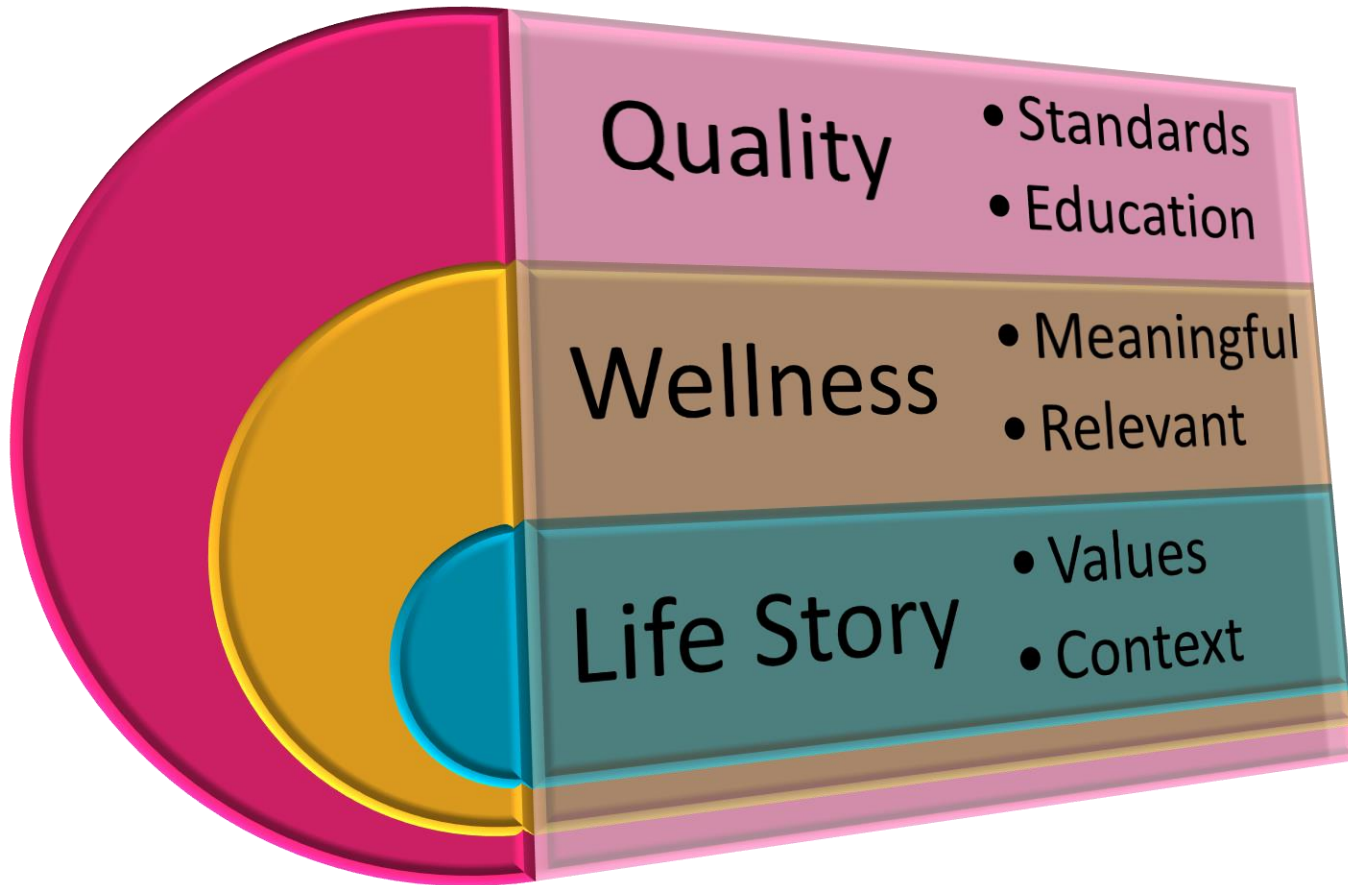 Quality
• Standards
• Education
Wellness
• Meaningful
• Relevant
Life Story
• Values
• Context